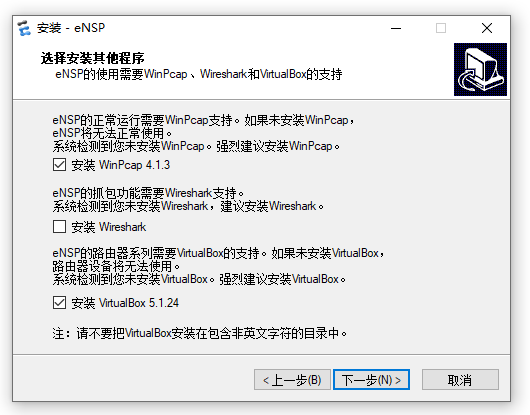 安装 - eNSP
选择安装其他程序
eNSP的使用需要WinPcap、Wireshark和VirtualBox的支持
eNSP的正常运行需要WinPcap支持。如果未安装WinPcap，
eNSP将无法正常使用。
系统检测到您未安装WinPcap。强烈建议安装WinPcap。
安装 WinPcap 4.1.3
eNSP的抓包功能需要Wireshark支持。
系统检测到您未安装Wireshark，建议安装Wireshark。
安装 Wireshark
eNSP的路由器系列需要VirtualBox的支持。如果未安装VirtualBox，
路由器设备将无法使用。
系统检测到您未安装VirtualBox。强烈建议安装VirtualBox。
安装 VirtualBox 5.1.24
注：请不要把VirtualBox安装在包含非英文字符的目录中。
< 上一步(B) 下一步(N) > 取消